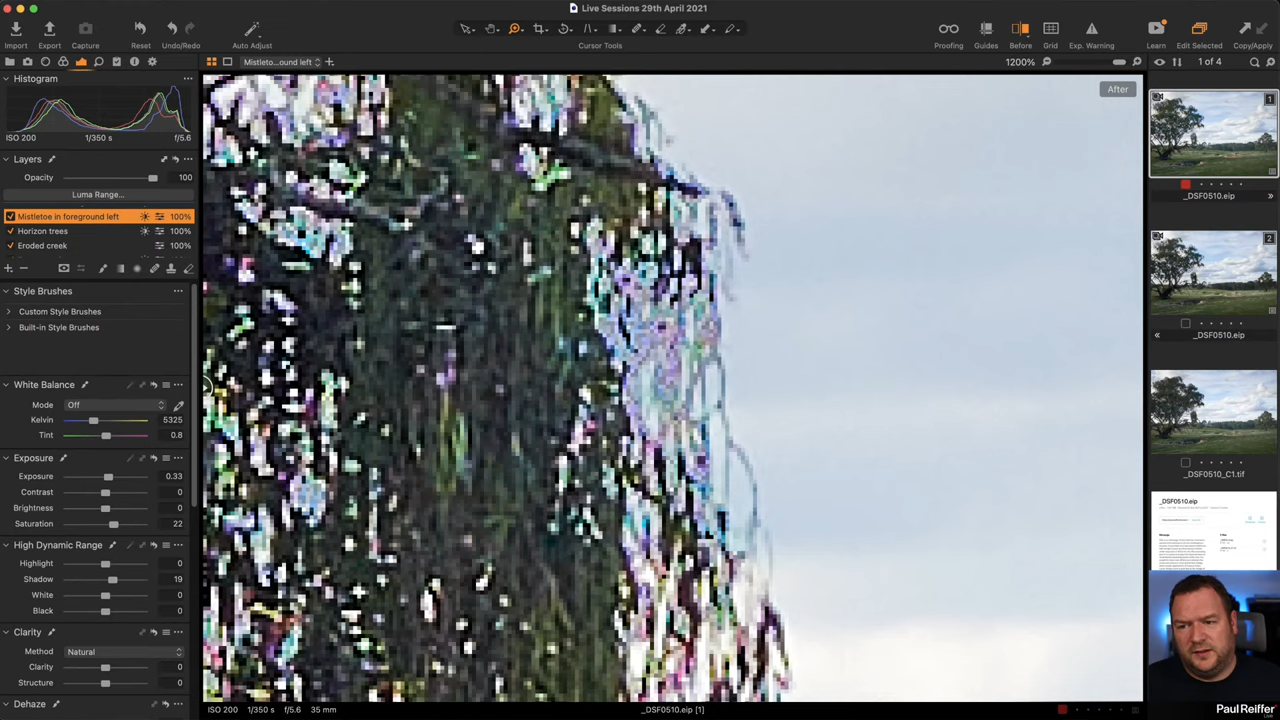 Live Sessions 29th April 2021
Import
Export
Capture
Reset
Undo/Redo
Auto Adjust
Cursor Tools
Proofing
Guides
Before
Grid
Exp. Warning
Learn
Edit Selected
Copy/Apply
Mistleto...ound left
1200%
1 of 4
Histogram
ISO 200 1/350 s f/5.6
Layers
Opacity 100
Luma Range...
Mistletoe in foreground left 100%
Horizon trees 100%
Eroded creek 100%
Style Brushes
Custom Style Brushes
Built-in Style Brushes
White Balance
Mode Off
Kelvin 5325
Tint 0.8
Exposure
Exposure 0.33
Contrast 0
Brightness 0
Saturation 22
High Dynamic Range
Highlight 0
Shadow 19
White 0
Black 0
Clarity
Method Natural
Clarity 0
Structure 0
Dehaze
After
1
_DSF0510.eip
2
_DSF0510.eip
_DSF0510_C1.tif
_DSF0510.eip
ISO 200 1/350 s f/5.6 35 mm
_DSF0510.eip [1]
Paul Reiffer
Live